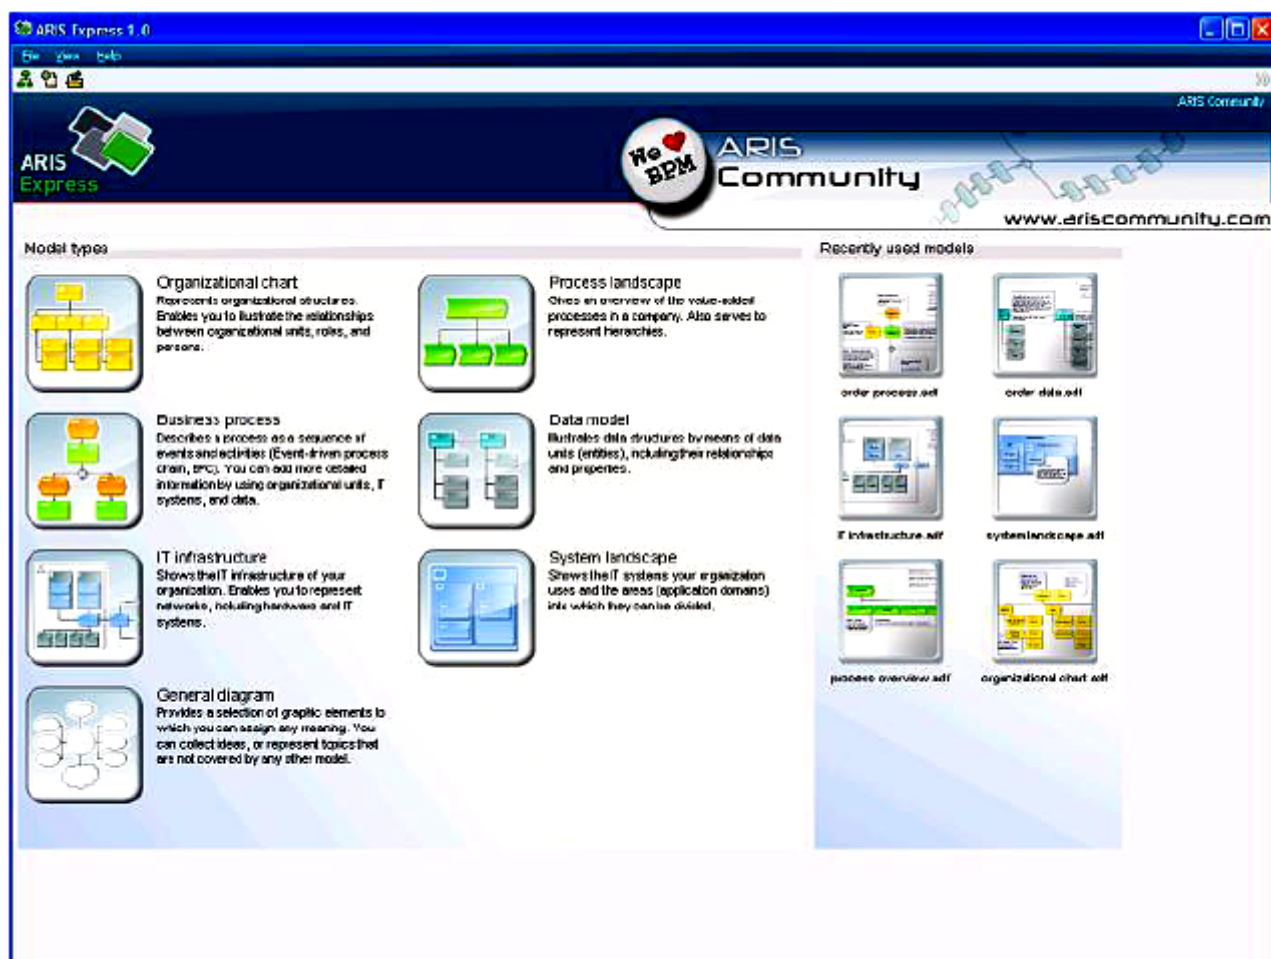 ARIS Express 1.0
File View Help
ARIS Community
ARIS
Express
We ❤
BPM
ARIS
Community
www.ariscommunity.com
Model types
Organizational chart
Represents organizational structures.
Enables you to illustrate the relationships
between organizational units, roles, and
persons.
Process landscape
Gives an overview of the value-added
processes in a company. Also serves to
represent hierarchies.
Business process
Describes a process as a sequence of
events and activities (Event-driven process
chain, EPC). You can add more detailed
information by using organizational units, IT
systems, and data.
Data model
Illustrates data structures by means of data
units (entities), including their relationships
and properties.
IT infrastructure
Shows the IT infrastructure of your
organization. Enables you to represent
networks, including hardware and IT
systems.
System landscape
Shows the IT systems your organization
uses and the areas (application domains)
into which they can be divided.
General diagram
Provides a selection of graphic elements to
which you can assign any meaning. You
can collect ideas, or represent topics that
are not covered by any other model.
Recently used models
order process.adf
order data.adf
IT infrastructure.adf
system landscape.adf
process overview.adf
organizational chart.adf